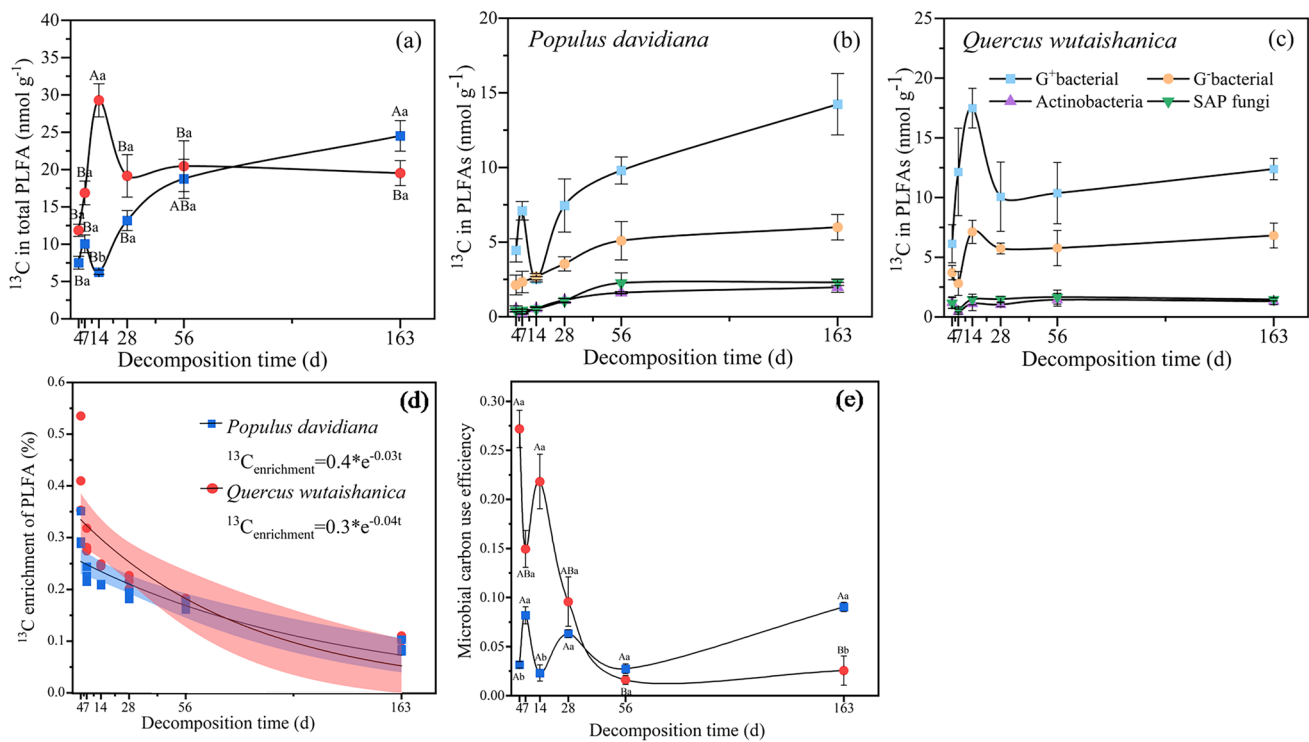 (a)
¹³C in total PLFA (nmol g⁻¹)
40
35
30
25
20
15
10
5
0
Aa
Ba
Ba
Ba
Aa
Ba
Ba
Ba
Ba
Bb
Ba
ABa
Ba
4 7 14 28 56 163
Decomposition time (d)
Populus davidiana (b)
¹³C in PLFAs (nmol g⁻¹)
20
15
10
5
0
4 7 14 28 56 163
Decomposition time (d)
Quercus wutaishanica (c)
G⁺bacterial G⁻bacterial
Actinobacteria SAP fungi
¹³C in PLFAs (nmol g⁻¹)
25
20
15
10
5
0
4 7 14 28 56 163
Decomposition time (d)
(d)
Populus davidiana
¹³Cenrichment=0.4*e⁻⁰·⁰³ᵗ
Quercus wutaishanica
¹³Cenrichment=0.3*e⁻⁰·⁰⁴ᵗ
¹³C enrichment of PLFA (%)
0.6
0.5
0.4
0.3
0.2
0.1
0.0
4 7 14 28 56 163
Decomposition time (d)
(e)
Microbial carbon use efficiency
0.30
0.25
0.20
0.15
0.10
0.05
0.00
Aa
Aa
ABa
ABa
Aa
Aa
Ab
Ab
Aa
Aa
Ba
Bb
4 7 14 28 56 163
Decomposition time (d)